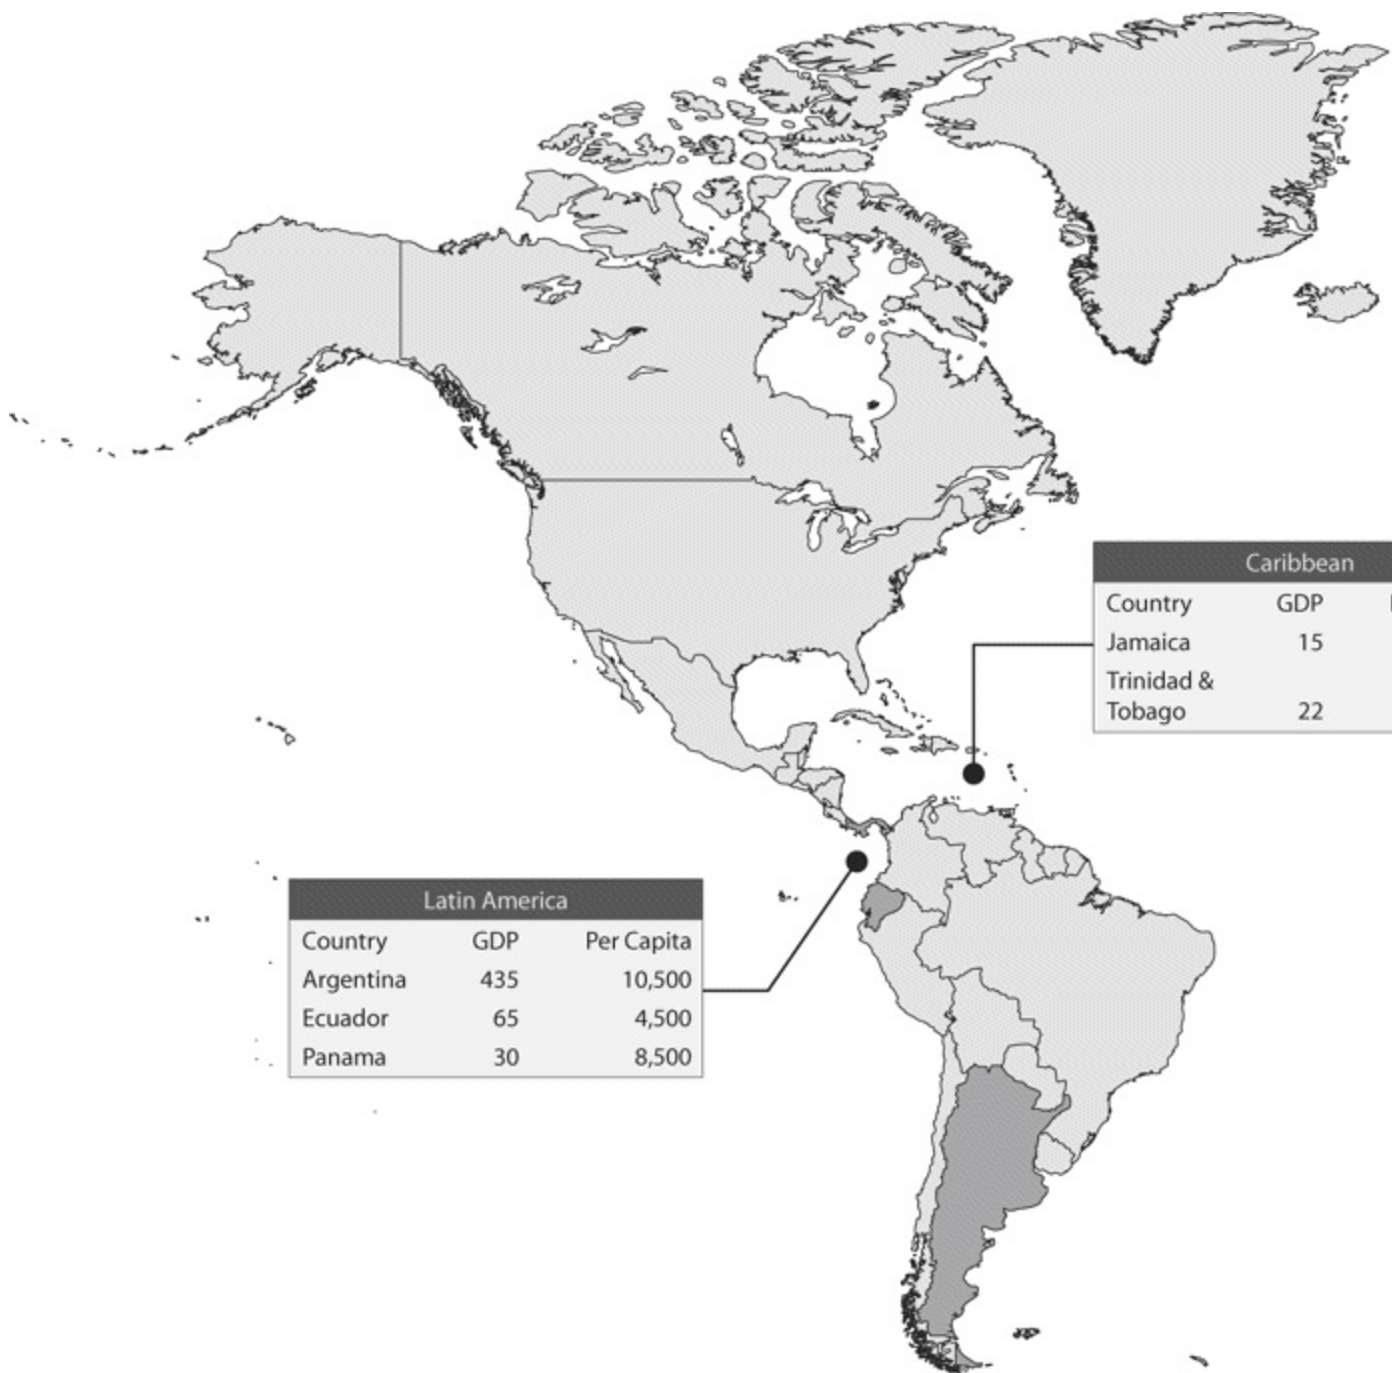 Caribbean
Country GDP
Jamaica 15
Trinidad &
Tobago 22
Latin America
Country GDP Per Capita
Argentina 435 10,500
Ecuador 65 4,500
Panama 30 8,500